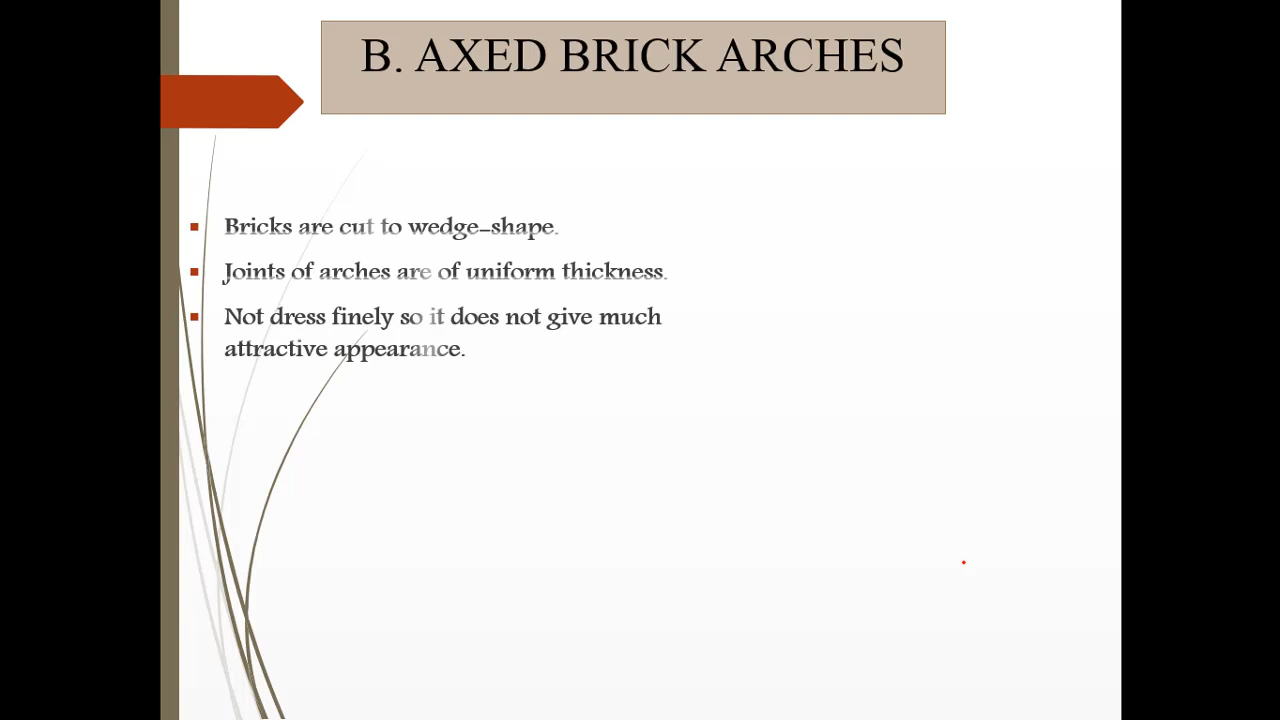 B. AXED BRICK ARCHES
Bricks are cut to wedge-shape.
Joints of arches are of uniform thickness.
Not dress finely so it does not give much
attractive appearance.